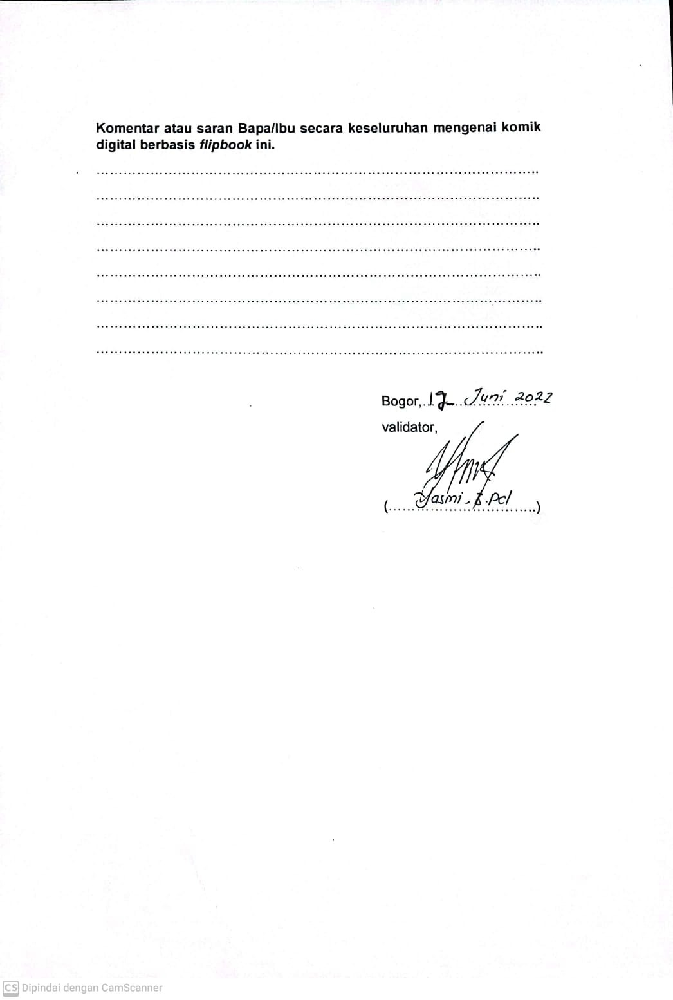 Komentar atau saran Bapa/Ibu secara keseluruhan mengenai komik
digital berbasis flipbook ini.
........................................................................................................
........................................................................................................
........................................................................................................
........................................................................................................
........................................................................................................
........................................................................................................
........................................................................................................
........................................................................................................
Bogor, Juni 2022
validator,
(Yasmi, S.Pd)
CS Dipindai dengan CamScanner